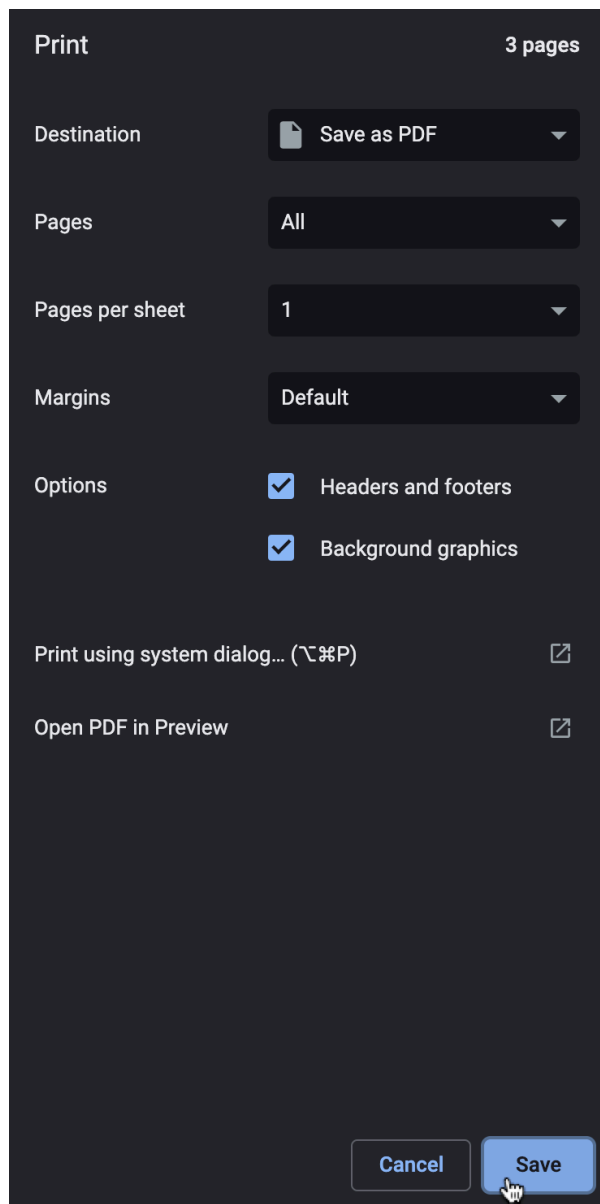 Print 3 pages
Destination Save as PDF
Pages All
Pages per sheet 1
Margins Default
Options Headers and footers
Background graphics
Print using system dialog... (⌥⌘P)
Open PDF in Preview
Cancel Save